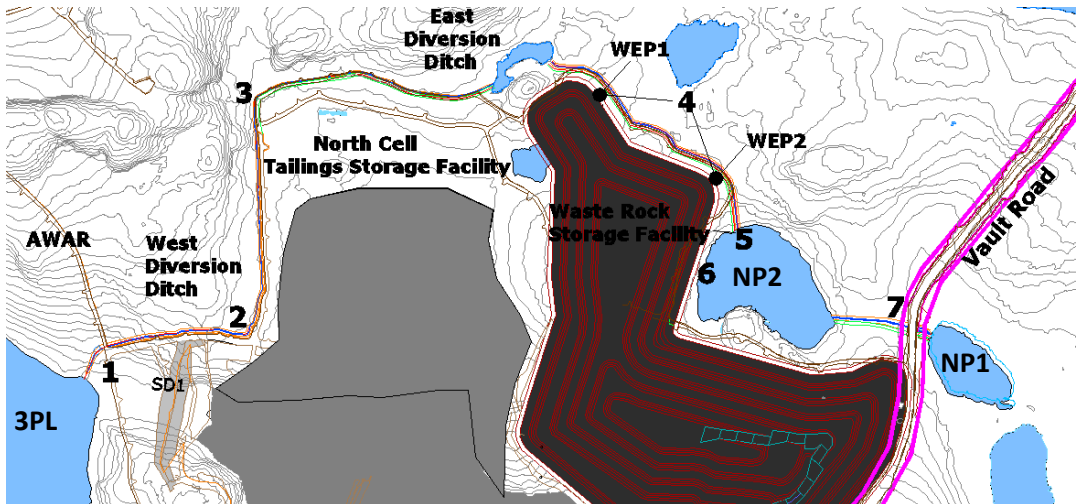 East
Diversion
Ditch
WEP1
3
4
North Cell
Tailings Storage Facility
WEP2
Waste Rock
Storage Facility
Vault Road
AWAR
West
Diversion
Ditch
5
6
NP2
2
7
1
SD1
NP1
3PL